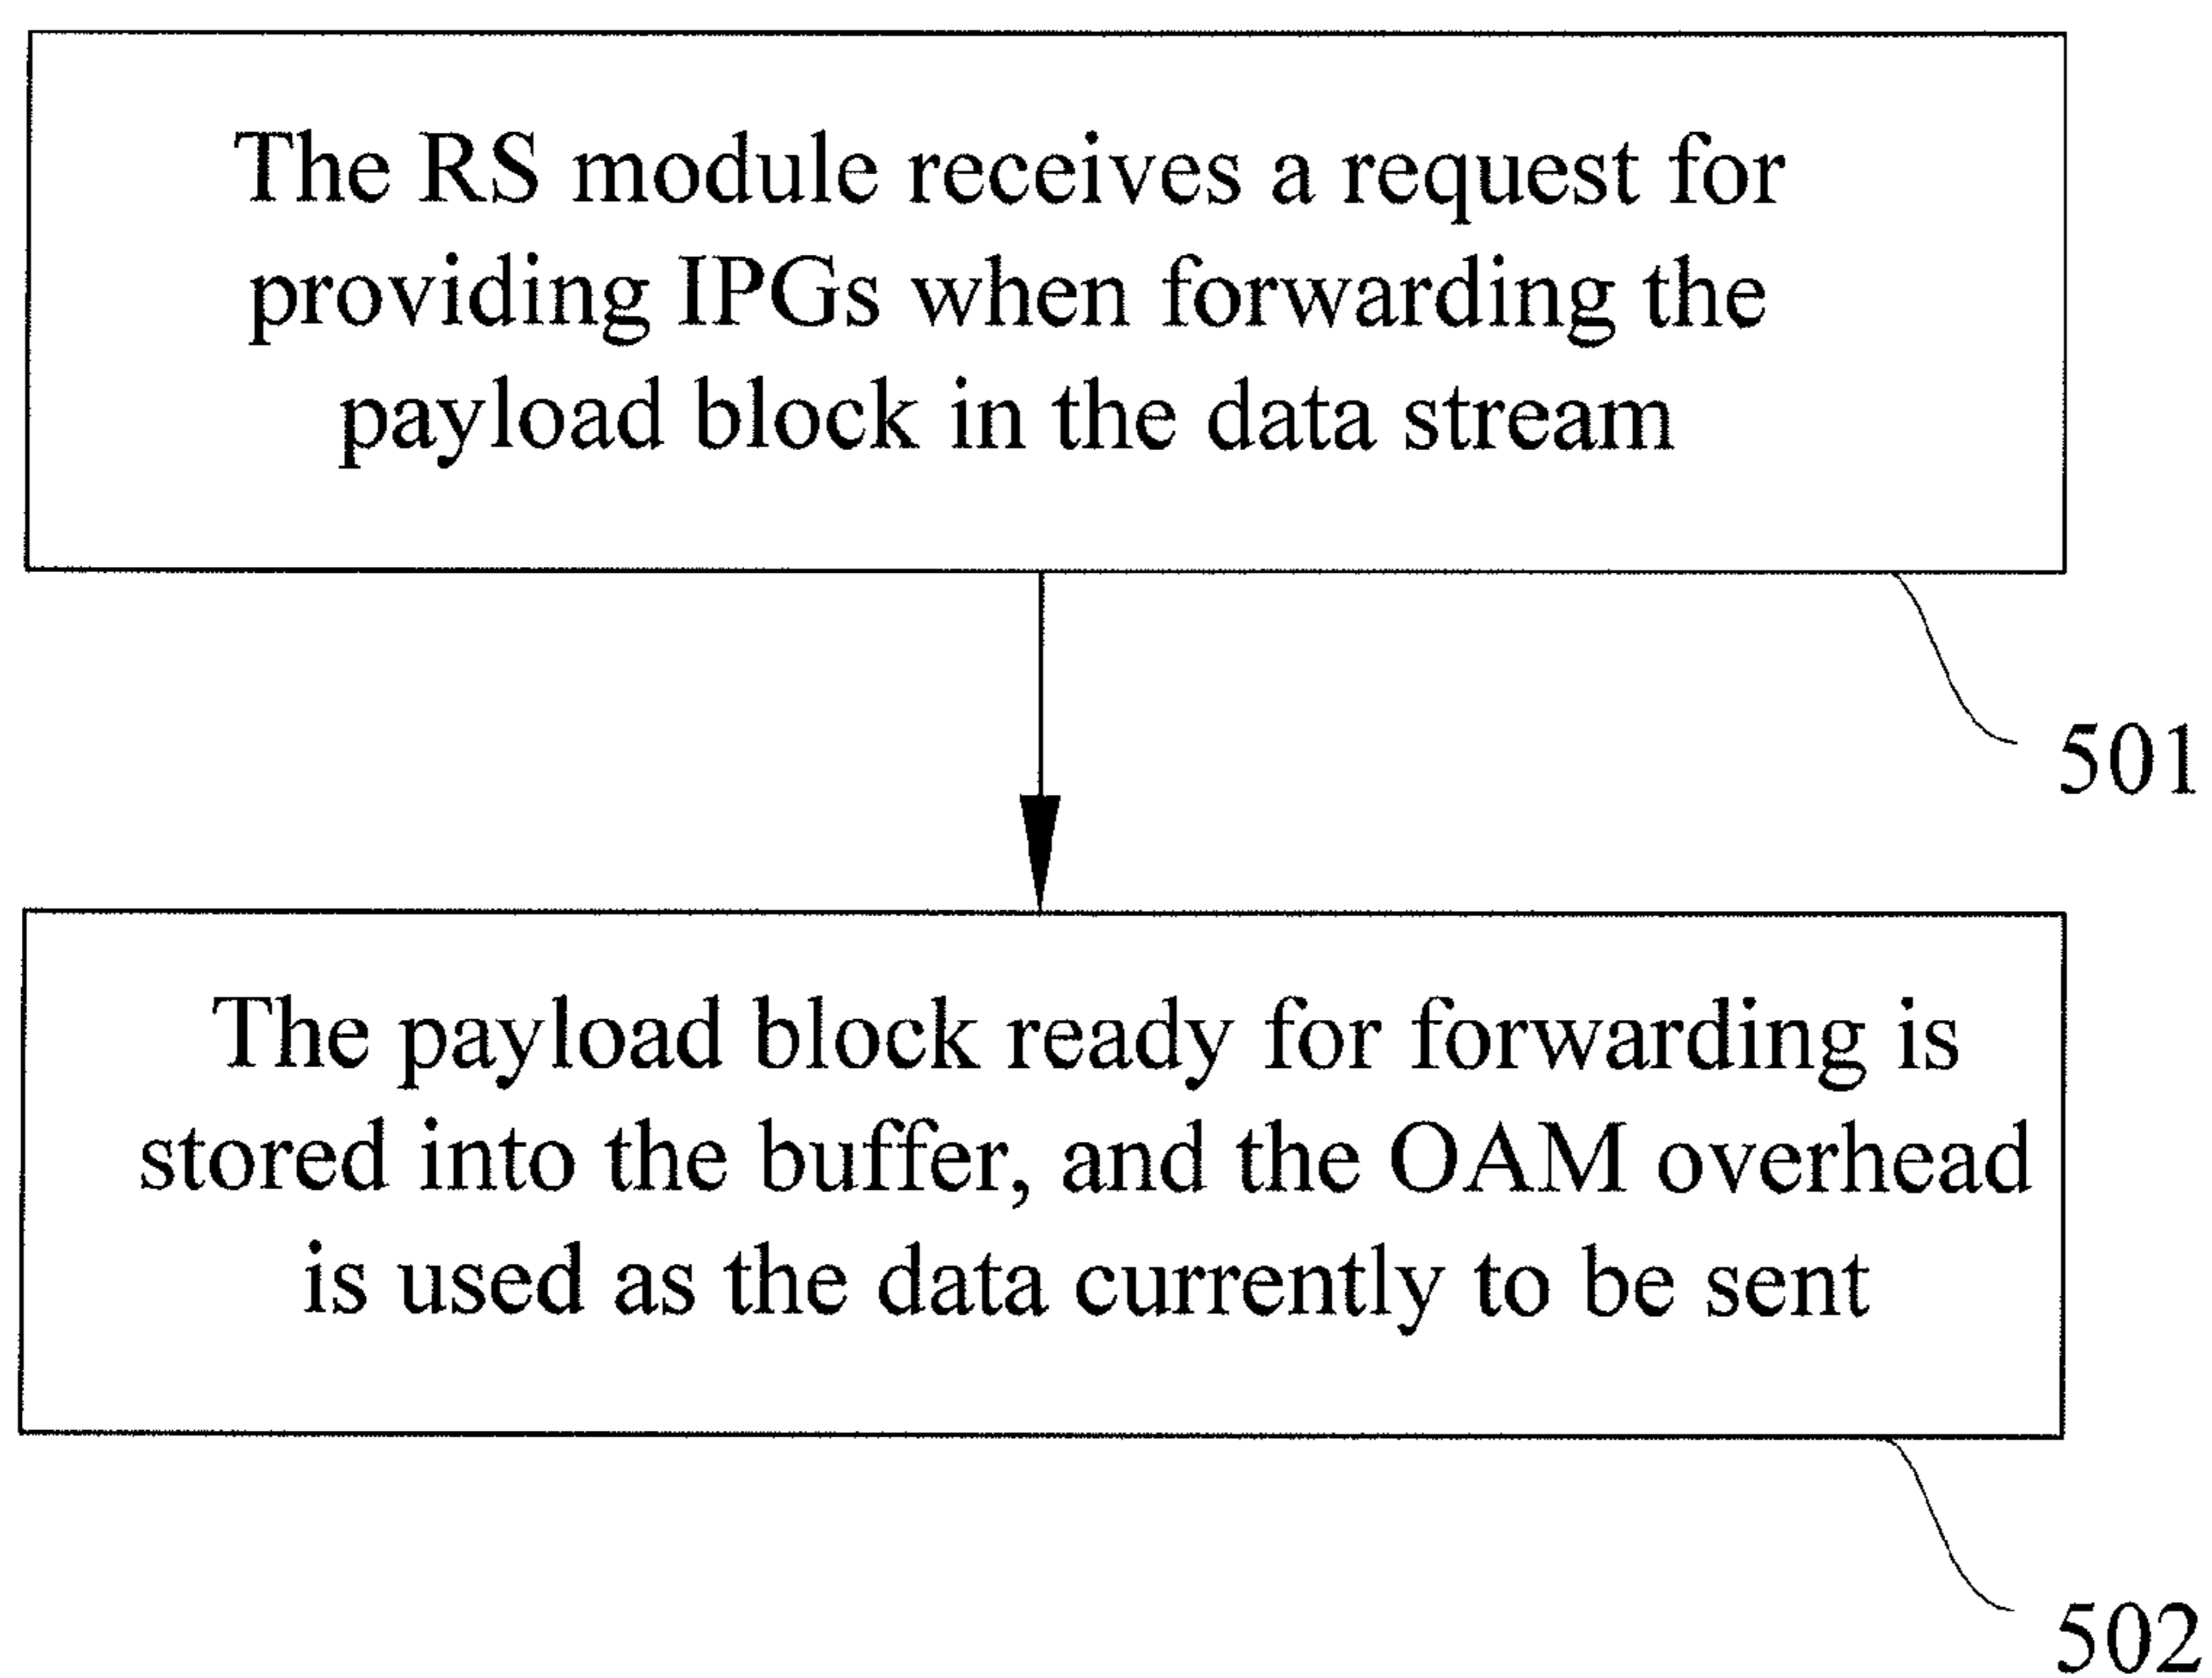 The RS module receives a request for
providing IPGs when forwarding the
payload block in the data stream
501
The payload block ready for forwarding is
stored into the buffer, and the OAM overhead
is used as the data currently to be sent
502